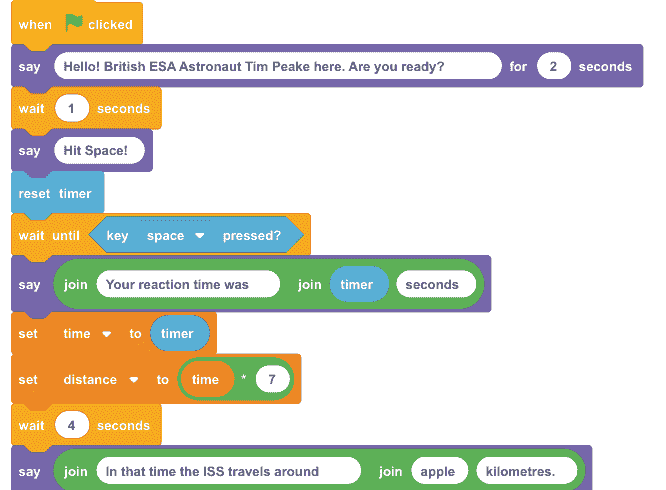 when clicked
say Hello! British ESA Astronaut Tim Peake here. Are you ready? for 2 seconds
wait 1 seconds
say Hit Space!
reset timer
wait until key space pressed?
say join Your reaction time was join timer seconds
set time to timer
set distance to time * 7
wait 4 seconds
say join In that time the ISS travels around join apple kilometres.